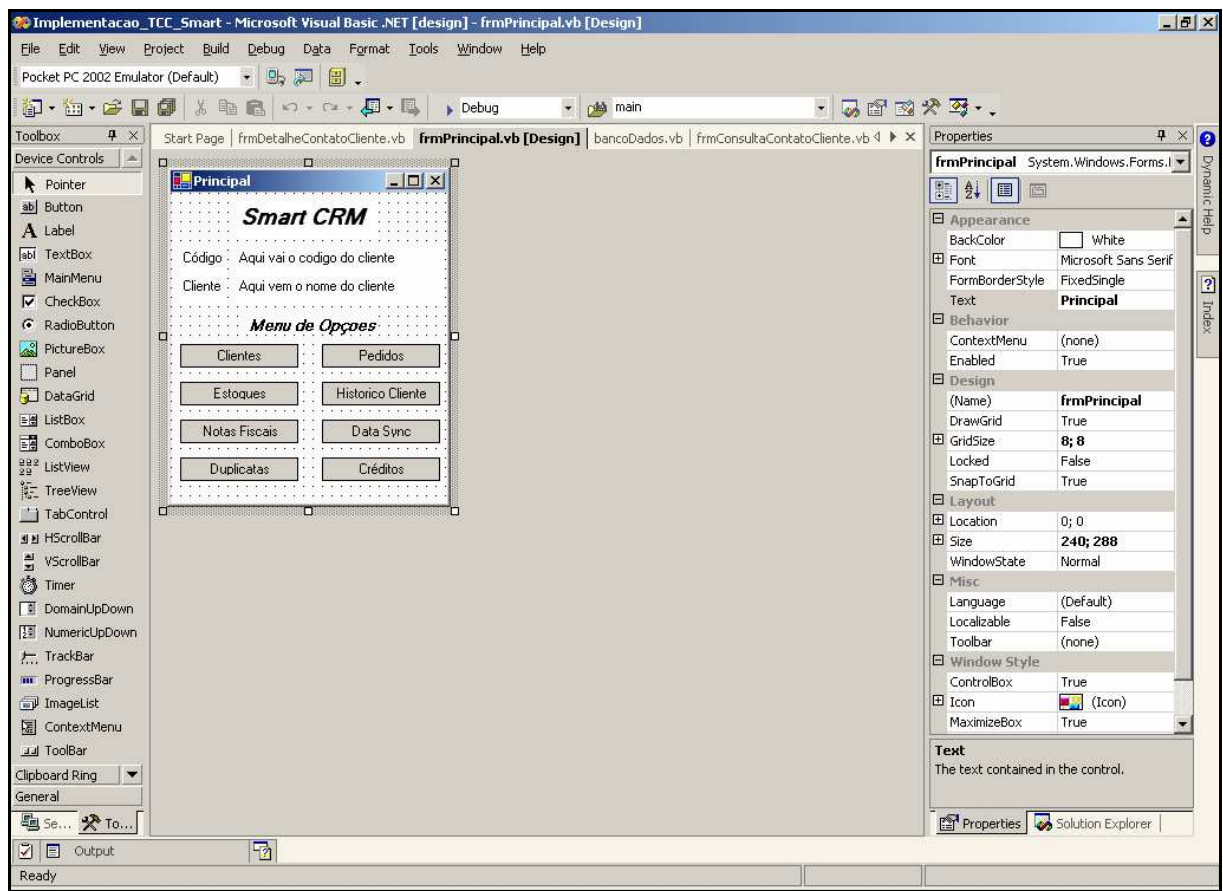 Implementacao_TCC_Smart - Microsoft Visual Basic .NET [design] - frmPrincipal.vb [Design]
File Edit View Project Build Debug Data Format Tools Window Help
Pocket PC 2002 Emulator (Default)
Debug main
Toolbox
Device Controls
Pointer
Button
Label
TextBox
MainMenu
CheckBox
RadioButton
PictureBox
Panel
DataGrid
ListBox
ComboBox
ListView
TreeView
TabControl
HScrollBar
VScrollBar
Timer
DomainUpDown
NumericUpDown
TrackBar
ProgressBar
ImageList
ContextMenu
ToolBar
Clipboard Ring
General
Se... To...
Start Page frmDetalheContatoCliente.vb frmPrincipal.vb [Design] bancoDados.vb frmConsultaContatoCliente.vb
Principal
Smart CRM
Código Aqui vai o codigo do cliente
Cliente Aqui vem o nome do cliente
Menu de Opçoes
Clientes Pedidos
Estoques Historico Cliente
Notas Fiscais Data Sync
Duplicatas Créditos
Properties
frmPrincipal System.Windows.Forms.
Appearance
BackColor White
Font Microsoft Sans Serif
FormBorderStyle FixedSingle
Text Principal
Behavior
ContextMenu (none)
Enabled True
Design
(Name) frmPrincipal
DrawGrid True
GridSize 8; 8
Locked False
SnapToGrid True
Layout
Location 0; 0
Size 240; 288
WindowState Normal
Misc
Language (Default)
Localizable False
Toolbar (none)
Window Style
ControlBox True
Icon (Icon)
MaximizeBox True
Text
The text contained in the control.
Properties Solution Explorer
Dynamic Help
Index
Output
Ready